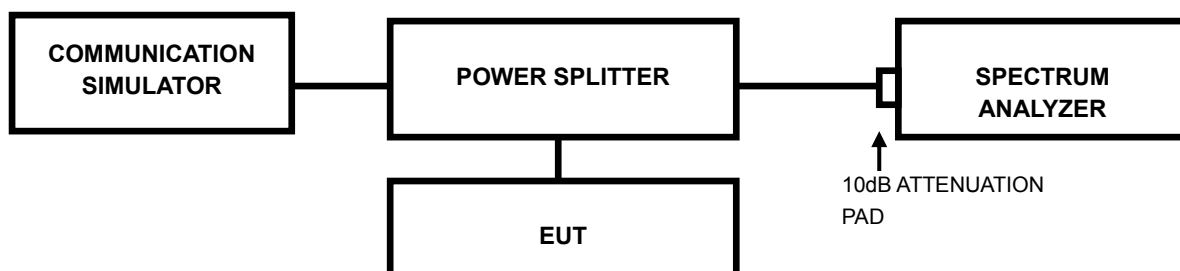 COMMUNICATION
SIMULATOR
POWER SPLITTER
SPECTRUM
ANALYZER
10dB ATTENUATION
PAD
EUT